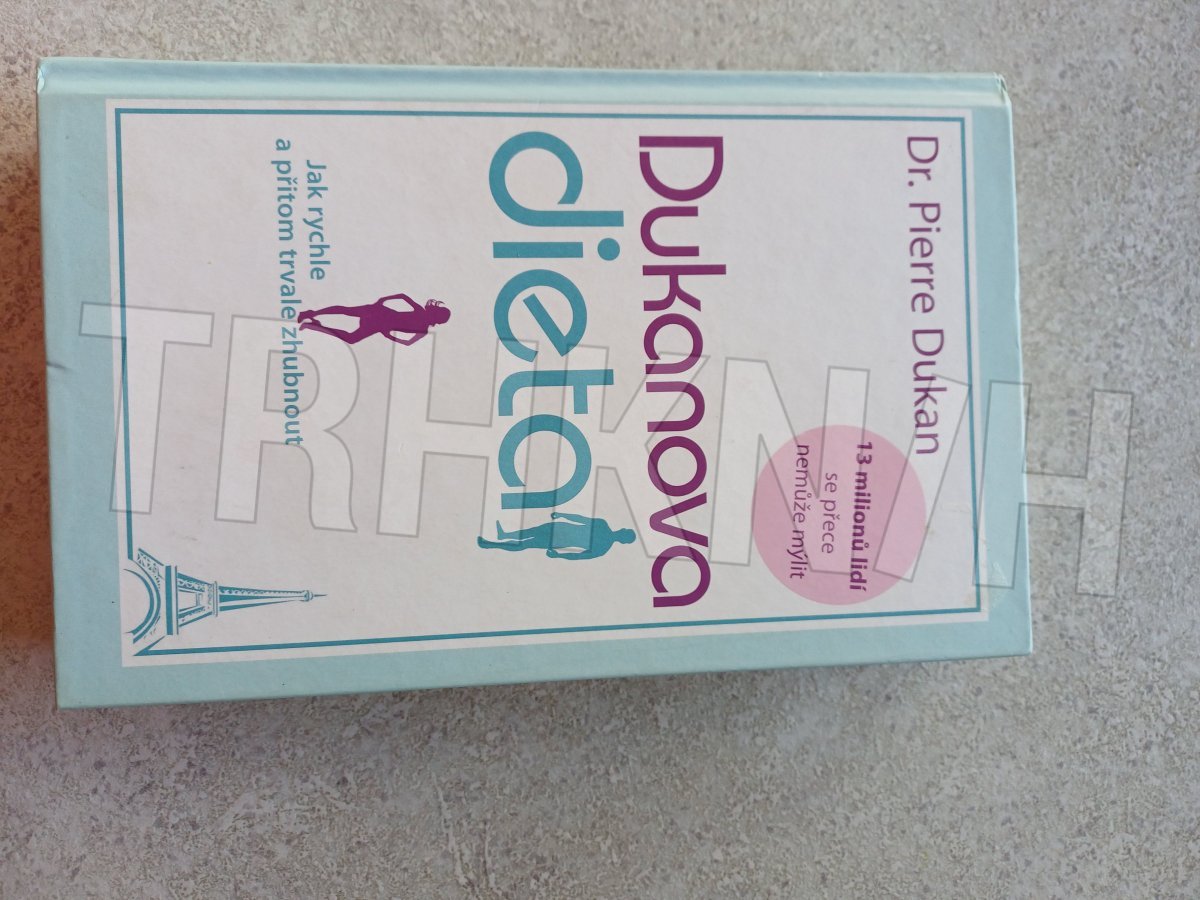 Dr. Pierre Dukan
13 milionů lidí
se přece
nemůže mýlit
Dukanova
dieta
Jak rychle
a přitom trvale zhubnout
TRHKNIH